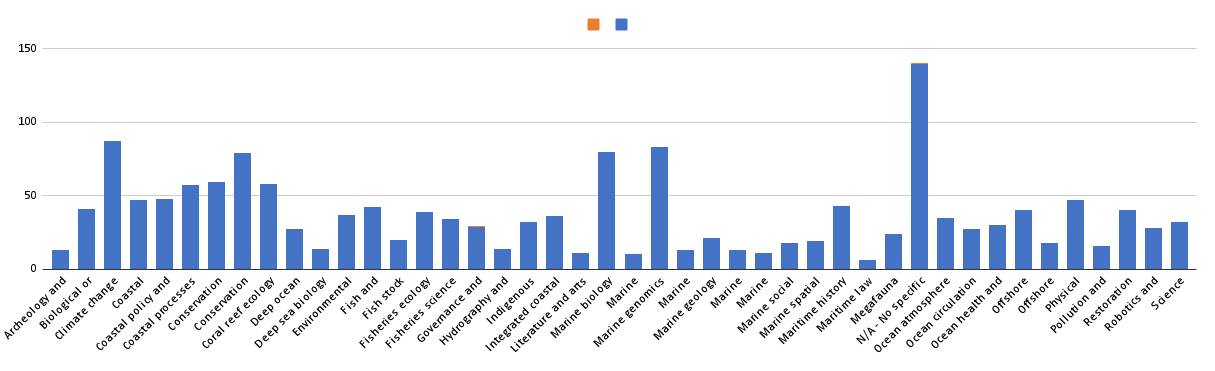 150
100
50
0
Archeology and
Biological or
Climate change
Coastal
Coastal policy and
Coastal processes
Conservation
Conservation
Coral reef ecology
Deep ocean
Deep sea biology
Environmental
Fish and
Fish stock
Fisheries ecology
Fisheries science
Governance and
Hydrography and
Indigenous
Integrated coastal
Literature and arts
Marine biology
Marine
Marine genomics
Marine
Marine geology
Marine
Marine
Marine social
Marine spatial
Maritime history
Maritime law
Megafauna
N/A - No specific
Ocean atmosphere
Ocean circulation
Ocean health and
Offshore
Offshore
Physical
Pollution and
Restoration
Robotics and
Science